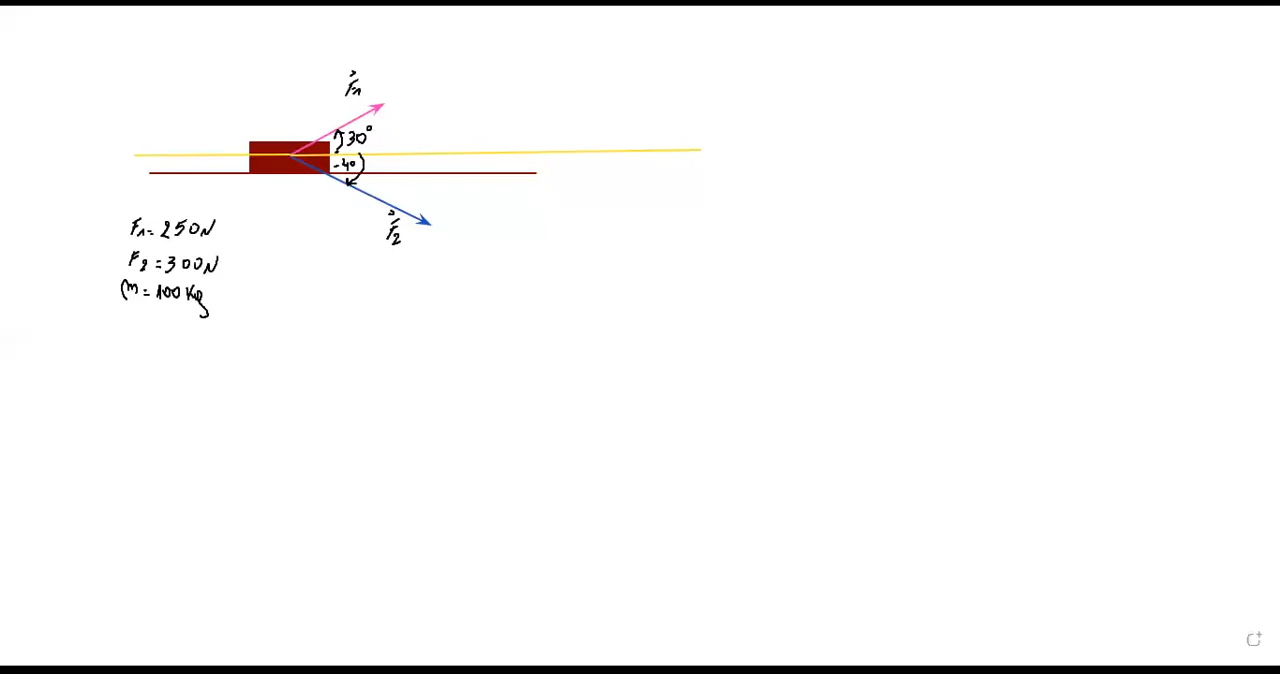 F₁
30°
-40
F₂
F₁ = 250N
F₂ = 300N
m = 100 Kg